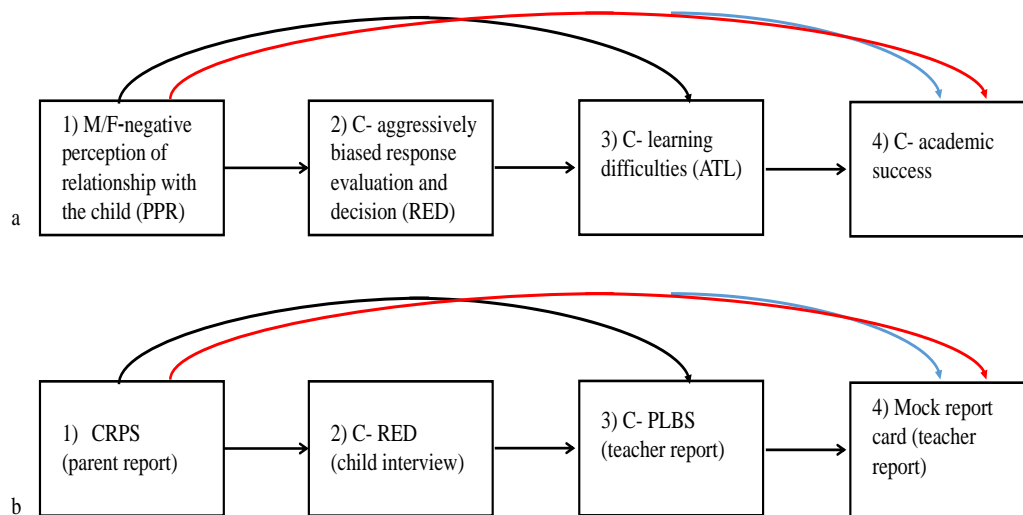 1) M/F-negative
perception of
relationship with
the child (PPR)
2) C- aggressively
biased response
evaluation and
decision (RED)
3) C- learning
difficulties (ATL)
4) C- academic
success
a
1) CRPS
(parent report)
2) C- RED
(child interview)
3) C- PLBS
(teacher report)
4) Mock report
card (teacher
report)
b